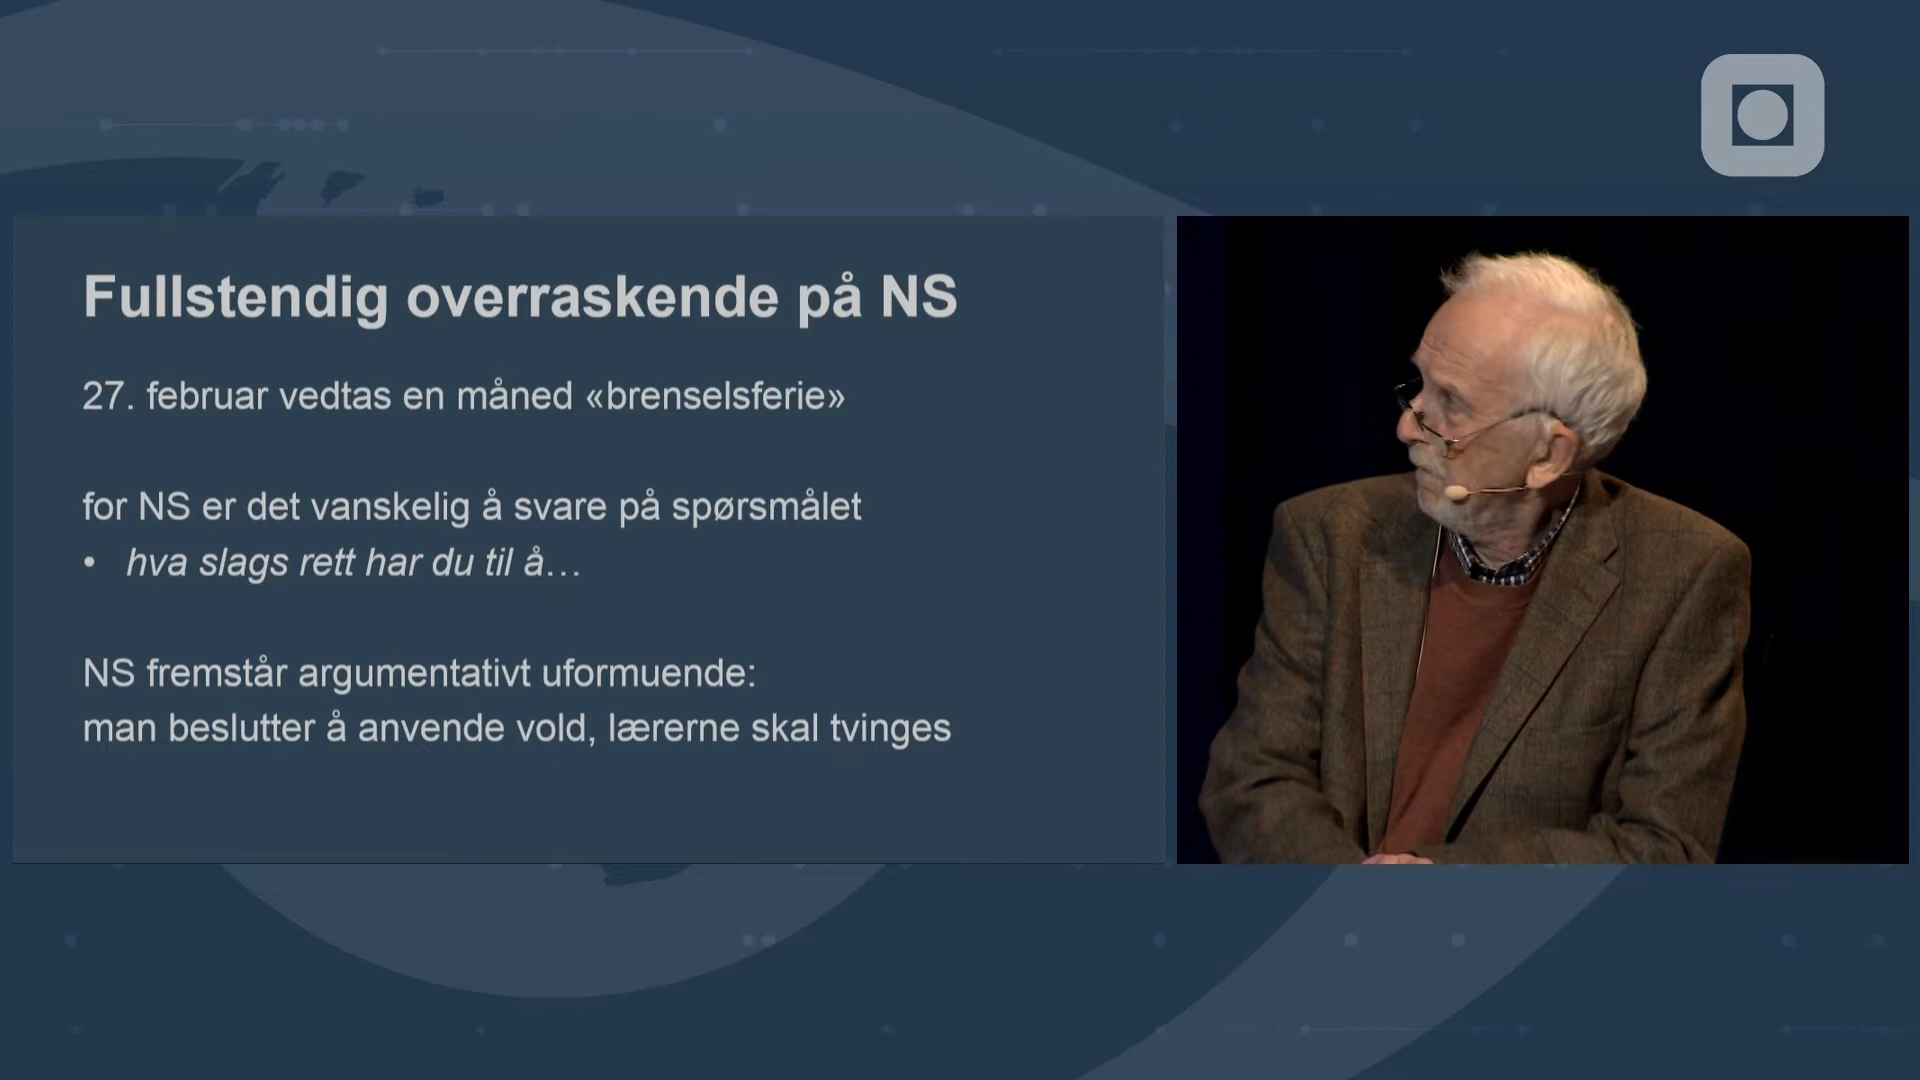 Fullstendig overraskende på NS
27. februar vedtas en måned «brenselsferie»
for NS er det vanskelig å svare på spørsmålet
• hva slags rett har du til å…
NS fremstår argumentativt uformuende:
man beslutter å anvende vold, lærerne skal tvinges